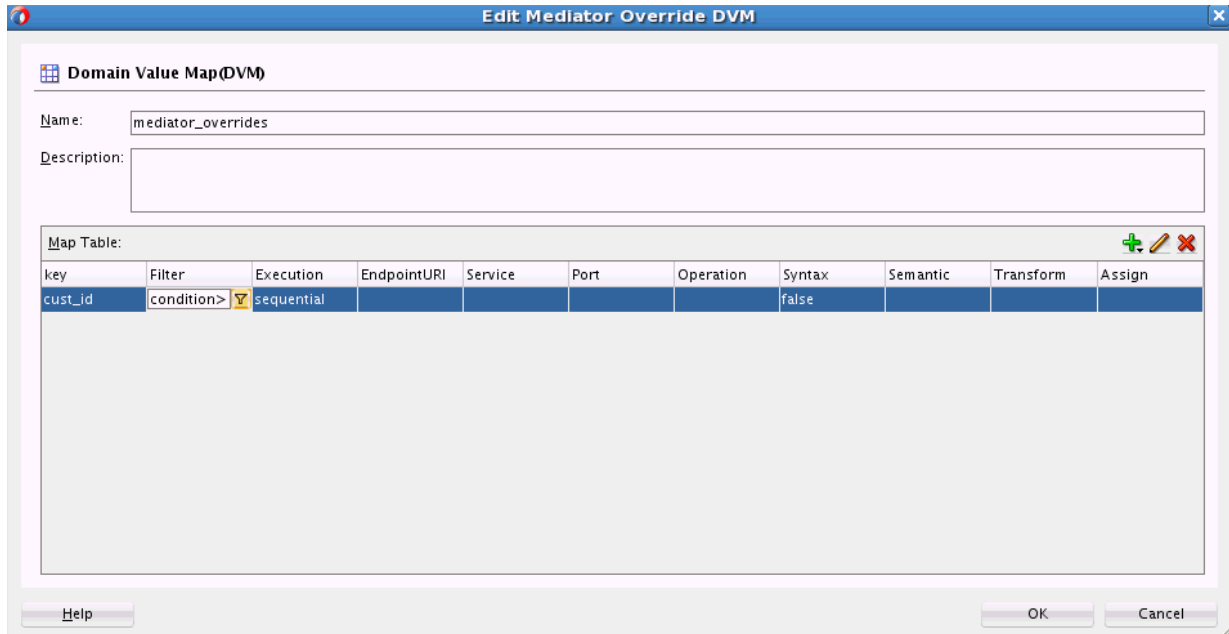 Edit Mediator Override DVM
Domain Value Map(DVM)
Name: mediator_overrides
Description:
Map Table:
key Filter Execution EndpointURI Service Port Operation Syntax Semantic Transform Assign
cust_id condition> sequential false
Help OK Cancel